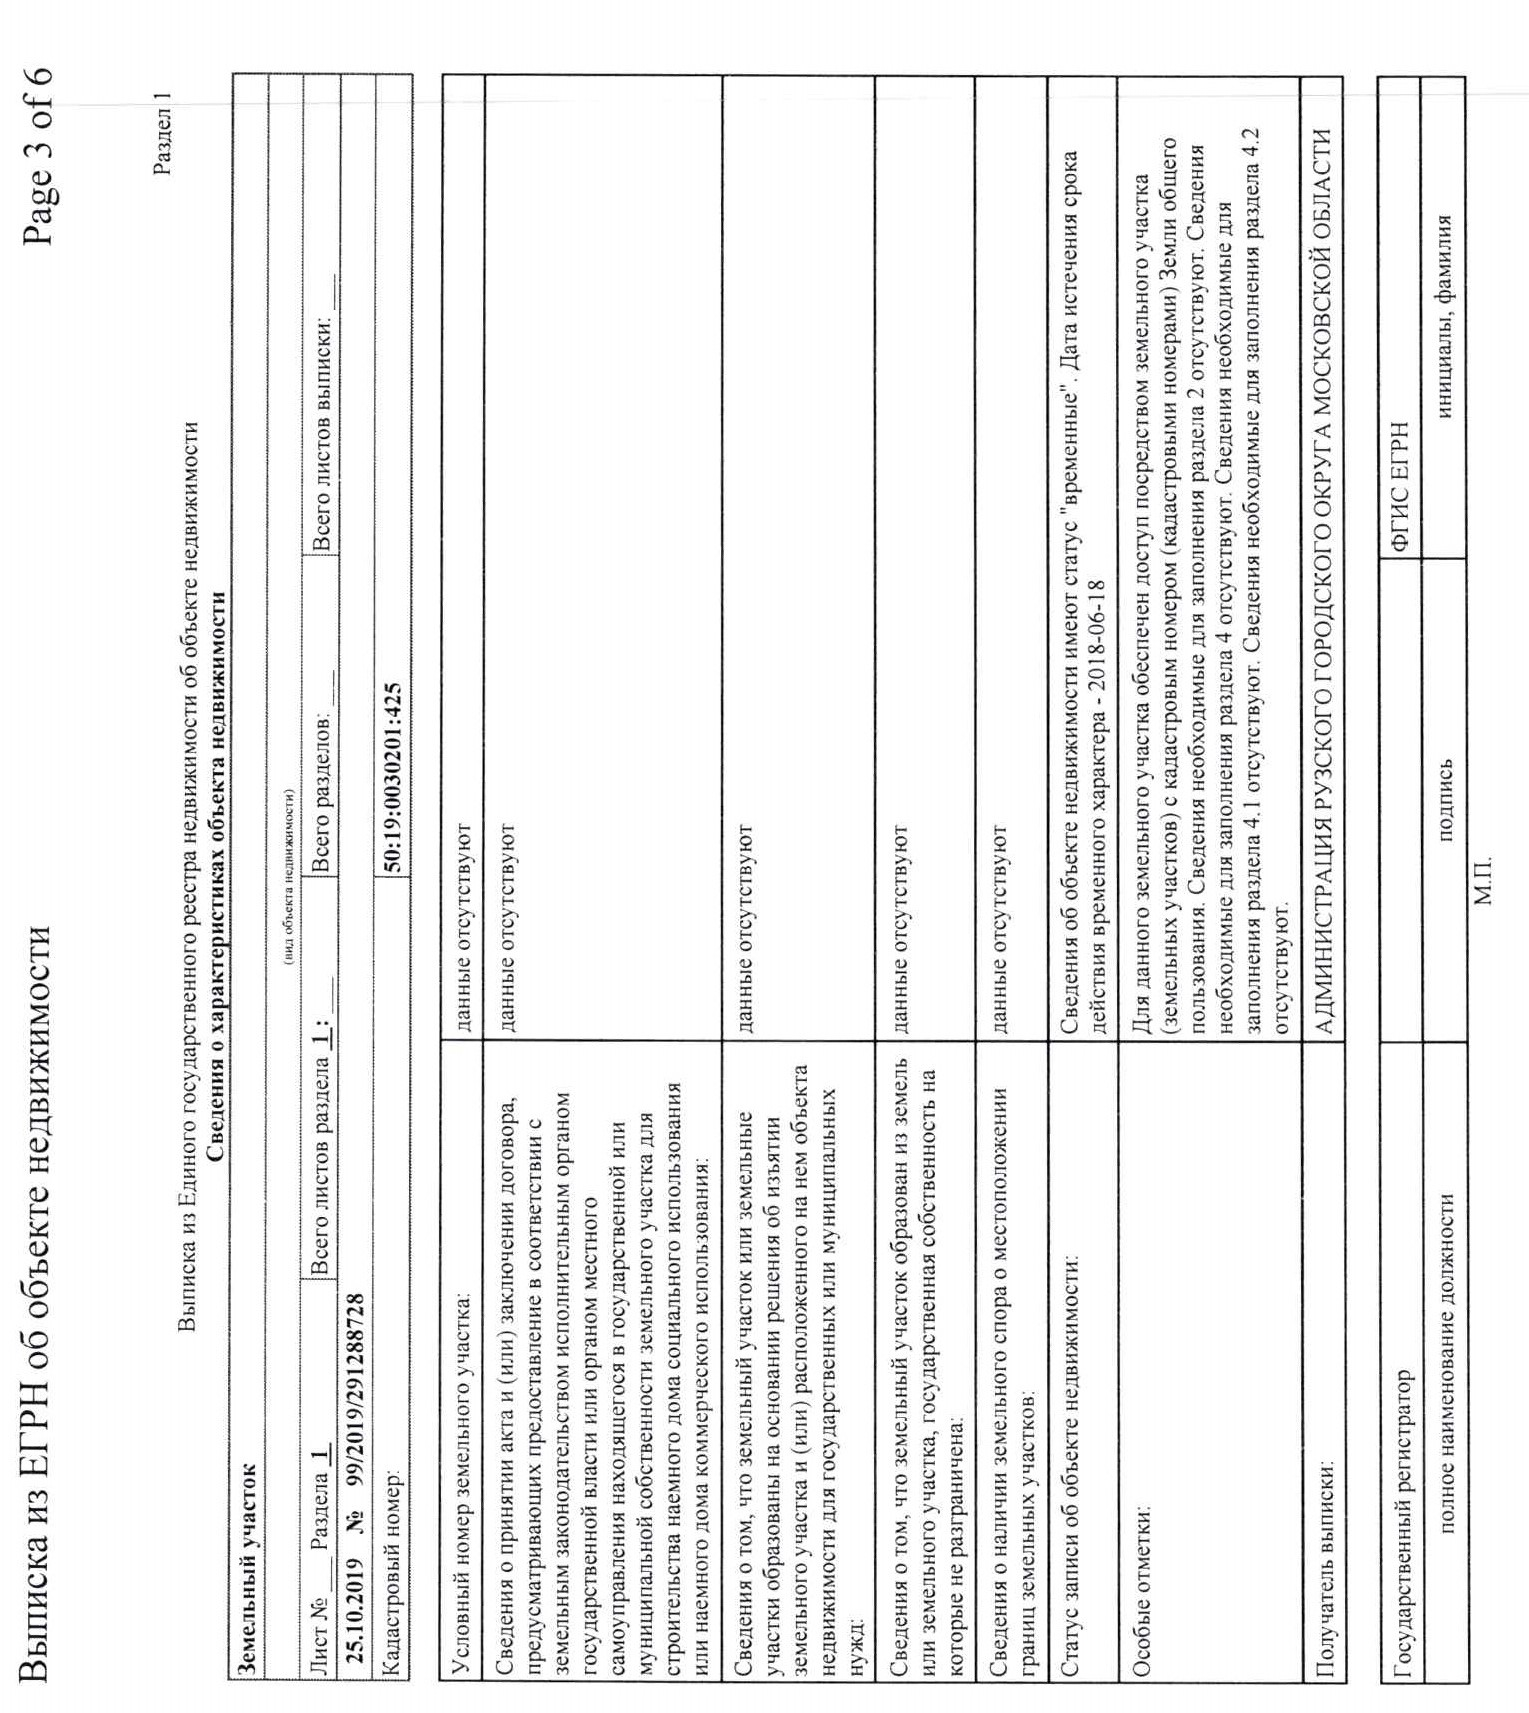 Выписка из ЕГРН об объекте недвижимости
Page 3 of 6
Раздел 1
Выписка из Единого государственного реестра недвижимости об объекте недвижимости
Сведения о характеристиках объекта недвижимости
Земельный участок
(вид объекта недвижимости)
Лист № ___ Раздела 1
Всего листов раздела 1: ___
Всего разделов: ___
Всего листов выписки: ___
25.10.2019 № 99/2019/291288728
Кадастровый номер:
50:19:0030201:425
Условный номер земельного участка:
данные отсутствуют
Сведения о принятии акта и (или) заключении договора,
предусматривающих предоставление в соответствии с
земельным законодательством исполнительным органом
государственной власти или органом местного
самоуправления находящегося в государственной или
муниципальной собственности земельного участка для
строительства наемного дома социального использования
или наемного дома коммерческого использования:
данные отсутствуют
Сведения о том, что земельный участок или земельные
участки образованы на основании решения об изъятии
земельного участка и (или) расположенного на нем объекта
недвижимости для государственных или муниципальных
нужд:
данные отсутствуют
Сведения о том, что земельный участок образован из земель
или земельного участка, государственная собственность на
которые не разграничена:
данные отсутствуют
Сведения о наличии земельного спора о местоположении
границ земельных участков:
данные отсутствуют
Статус записи об объекте недвижимости:
Сведения об объекте недвижимости имеют статус "временные". Дата истечения срока
действия временного характера - 2018-06-18
Особые отметки:
Для данного земельного участка обеспечен доступ посредством земельного участка
(земельных участков) с кадастровым номером (кадастровыми номерами) Земли общего
пользования. Сведения необходимые для заполнения раздела 2 отсутствуют. Сведения
необходимые для заполнения раздела 4 отсутствуют. Сведения необходимые для
заполнения раздела 4.1 отсутствуют. Сведения необходимые для заполнения раздела 4.2
отсутствуют.
Получатель выписки:
АДМИНИСТРАЦИЯ РУЗСКОГО ГОРОДСКОГО ОКРУГА МОСКОВСКОЙ ОБЛАСТИ
Государственный регистратор
ФГИС ЕГРН
полное наименование должности
подпись
инициалы, фамилия
М.П.